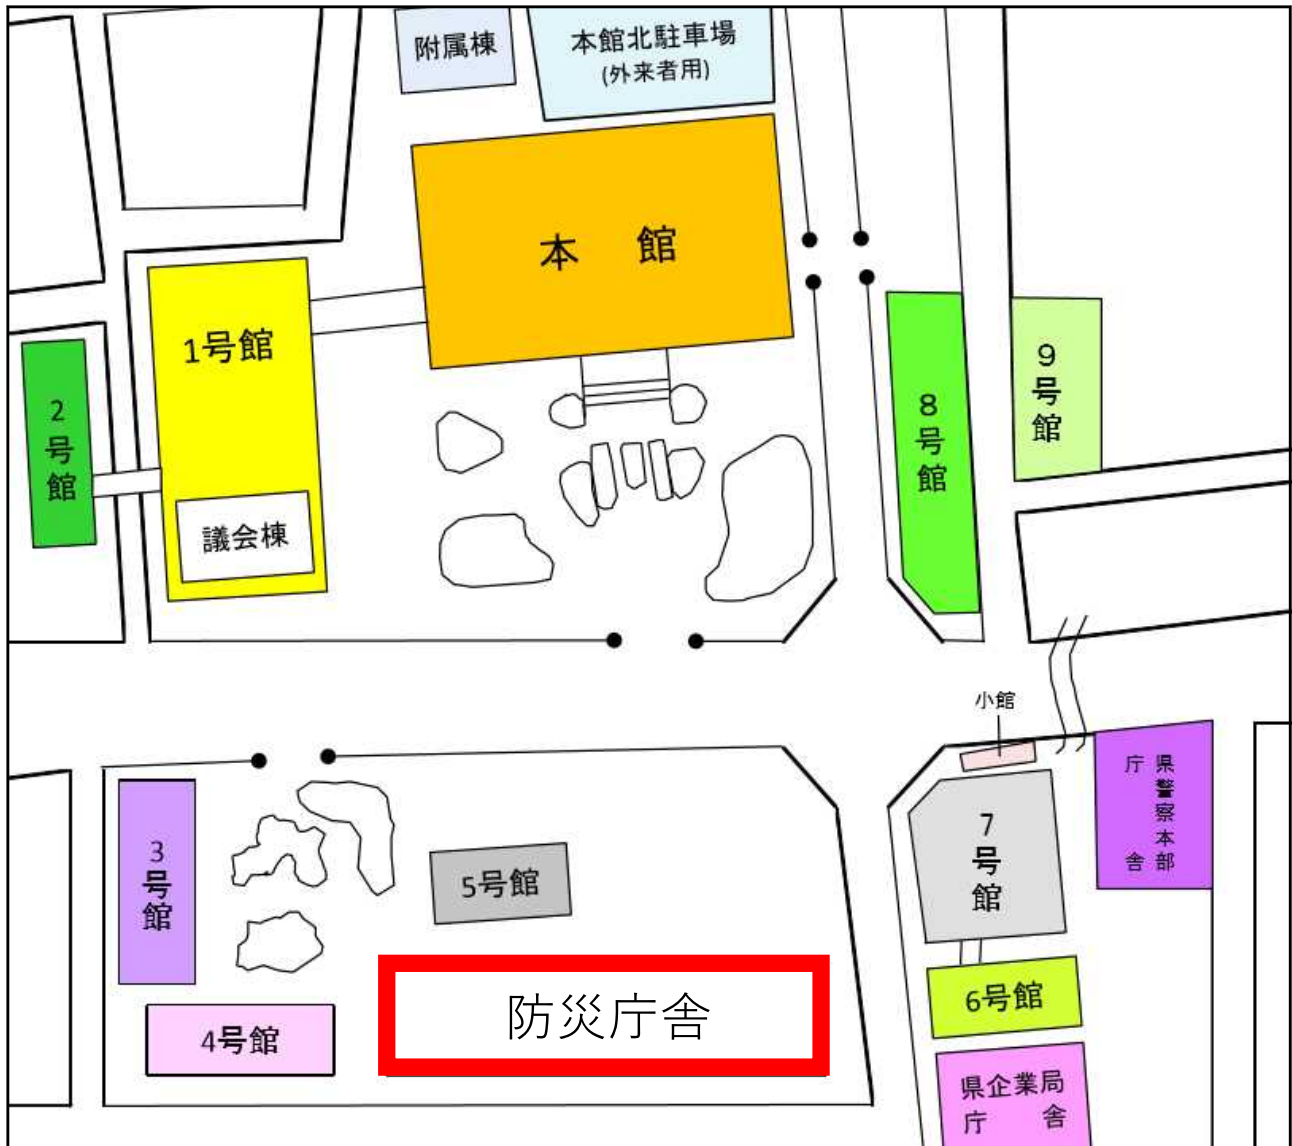 附属棟
本館北駐車場
(外来者用)
本　館
1号館
2号館
議会棟
8号館
9号館
小館
県警察本部
庁　舎
7号館
3号館
5号館
防災庁舎
4号館
6号館
県企業局
庁　舎